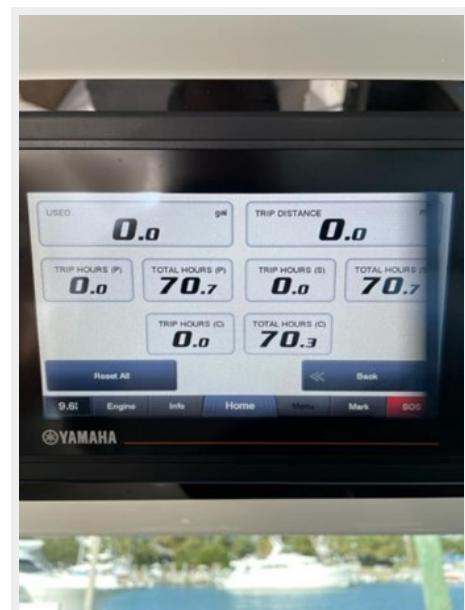 USED gal TRIP DISTANCE
0.0 0.0
TRIP HOURS (P) TOTAL HOURS (P) TRIP HOURS (S) TOTAL HOURS
0.0 70.7 0.0 70.7
TRIP HOURS (C) TOTAL HOURS (C)
0.0 70.3
Reset All Back
Engine Info Home Menu Mark SOS
YAMAHA